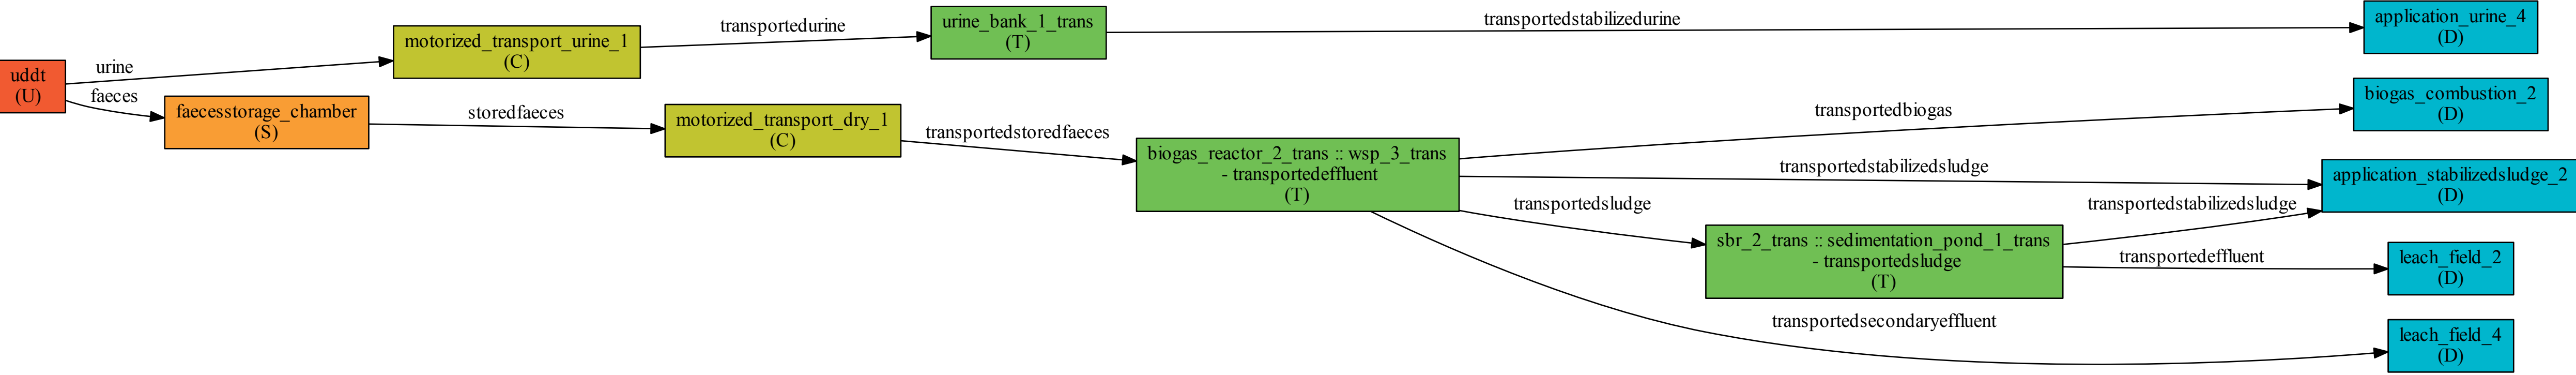 uddt
(U)
urine
faeces
motorized_transport_urine_1
(C)
faecesstorage_chamber
(S)
transportedurine
storedfaeces
urine_bank_1_trans
(T)
motorized_transport_dry_1
(C)
transportedstabilizedurine
transportedstoredfaeces
application_urine_4
(D)
biogas_reactor_2_trans :: wsp_3_trans
- transportedeffluent
(T)
transportedbiogas
biogas_combustion_2
(D)
transportedstabilizedsludge
application_stabilizedsludge_2
(D)
transportedsludge
sbr_2_trans :: sedimentation_pond_1_trans
- transportedsludge
(T)
transportedstabilizedsludge
transportedeffluent
leach_field_2
(D)
transportedsecondaryeffluent
leach_field_4
(D)